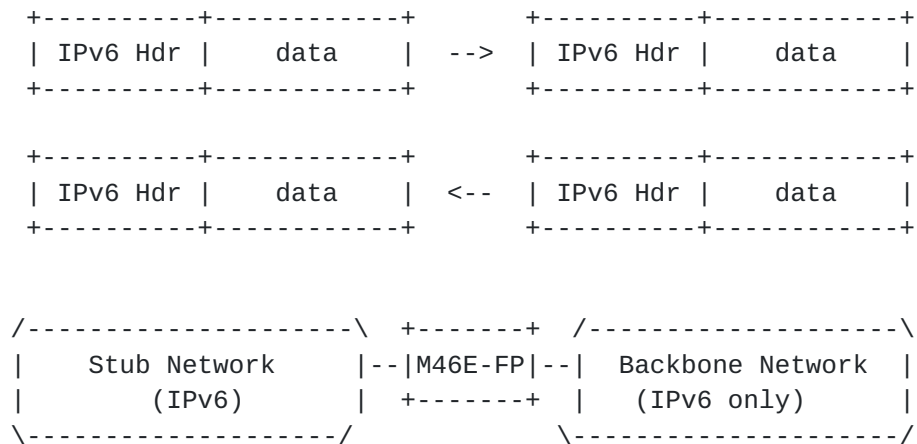 +----------+------------+       +----------+------------+
| IPv6 Hdr |    data    |  -->  | IPv6 Hdr |    data    |
+----------+------------+       +----------+------------+
+----------+------------+       +----------+------------+
| IPv6 Hdr |    data    |  <--  | IPv6 Hdr |    data    |
+----------+------------+       +----------+------------+
/--------------------\  +-------+  /--------------------\
|    Stub Network     |--|M46E-FP|--|  Backbone Network  |
|        (IPv6)       |  +-------+  |   (IPv6 only)      |
\--------------------/             \---------------------/